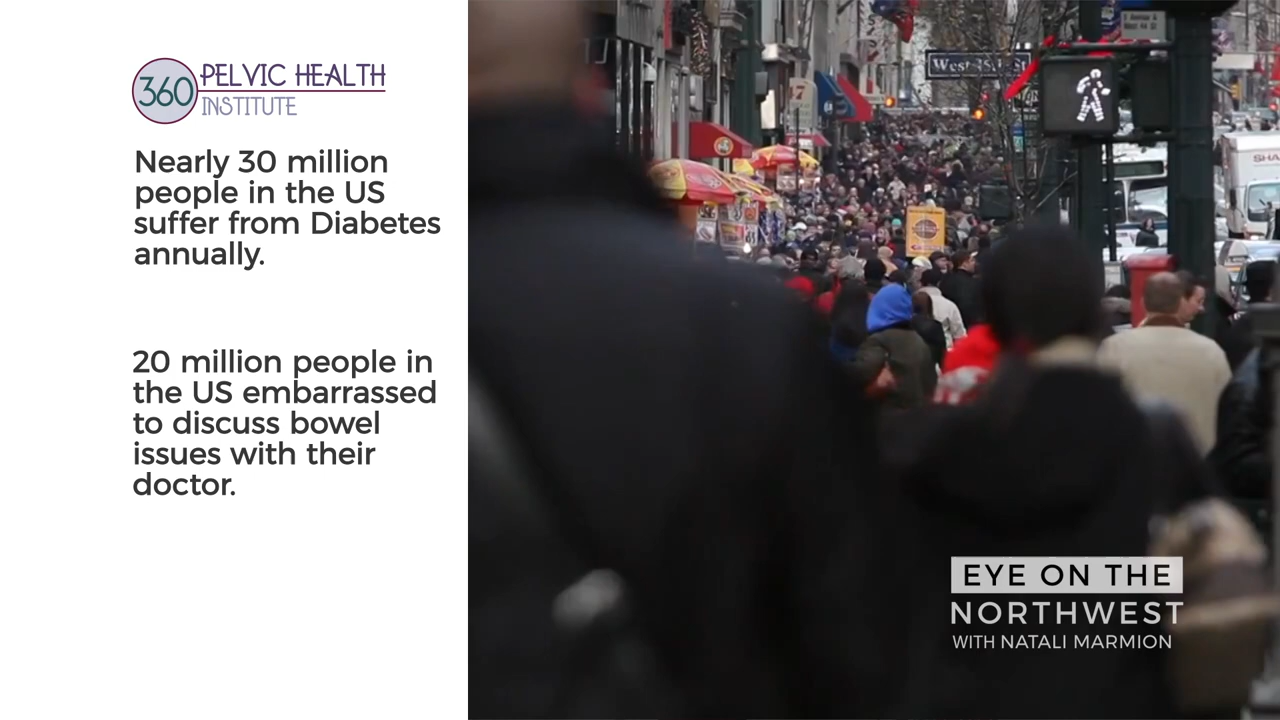 360 PELVIC HEALTH
INSTITUTE
Nearly 30 million
people in the US
suffer from Diabetes
annually.
20 million people in
the US embarrassed
to discuss bowel
issues with their
doctor.
EYE ON THE
NORTHWEST
WITH NATALI MARMION